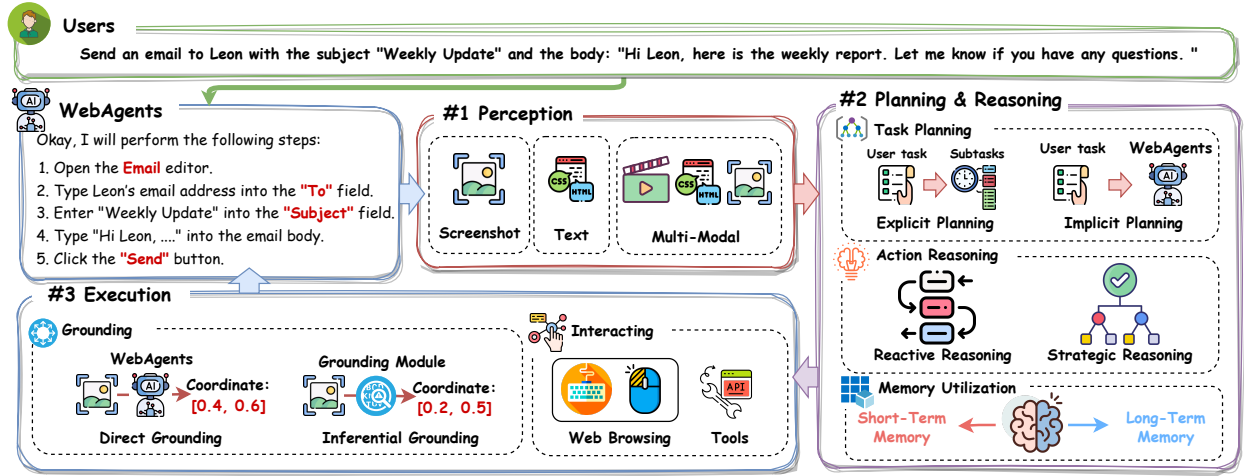 Users
Send an email to Leon with the subject "Weekly Update" and the body: "Hi Leon, here is the weekly report. Let me know if you have any questions. "
AI
WebAgents
Okay, I will perform the following steps:
1. Open the Email editor.
2. Type Leon's email address into the "To" field.
3. Enter "Weekly Update" into the "Subject" field.
4. Type "Hi Leon, ...." into the email body.
5. Click the "Send" button.
#1 Perception
Screenshot
CSS
HTML
Text
CSS
HTML
Multi-Modal
#2 Planning & Reasoning
Task Planning
User task
Subtasks
Explicit Planning
User task
WebAgents
AI
Implicit Planning
Action Reasoning
Reactive Reasoning
Strategic Reasoning
Memory Utilization
Short-Term
Memory
Long-Term
Memory
#3 Execution
Grounding
WebAgents
AI
Coordinate:
[0.4, 0.6]
Direct Grounding
Grounding Module
Coordinate:
[0.2, 0.5]
Inferential Grounding
Interacting
Web Browsing
API
Tools